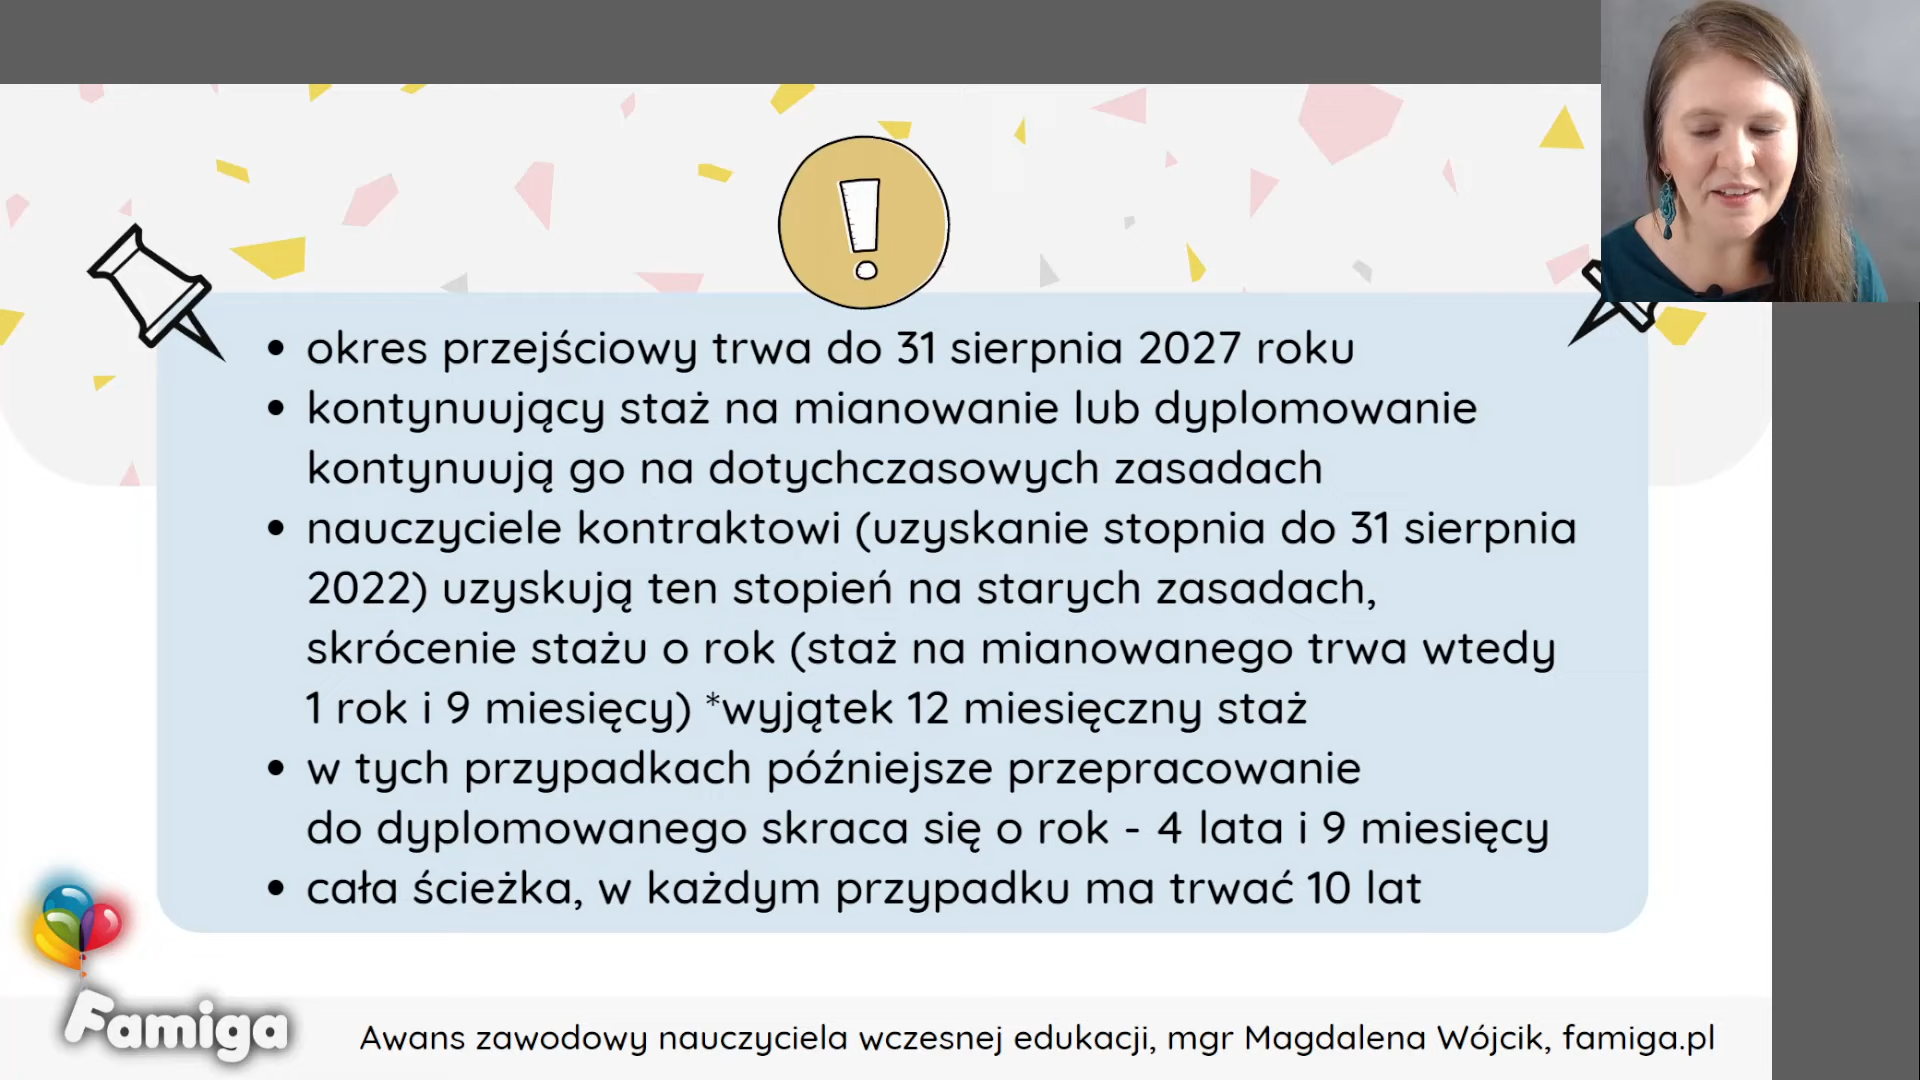 • okres przejściowy trwa do 31 sierpnia 2027 roku
• kontynuujący staż na mianowanie lub dyplomowanie
kontynuują go na dotychczasowych zasadach
• nauczyciele kontraktowi (uzyskanie stopnia do 31 sierpnia
2022) uzyskują ten stopień na starych zasadach,
skrócenie stażu o rok (staż na mianowanego trwa wtedy
1 rok i 9 miesięcy) *wyjątek 12 miesięczny staż
• w tych przypadkach późniejsze przepracowanie
do dyplomowanego skraca się o rok - 4 lata i 9 miesięcy
• cała ścieżka, w każdym przypadku ma trwać 10 lat
Famiga
Awans zawodowy nauczyciela wczesnej edukacji, mgr Magdalena Wójcik, famiga.pl